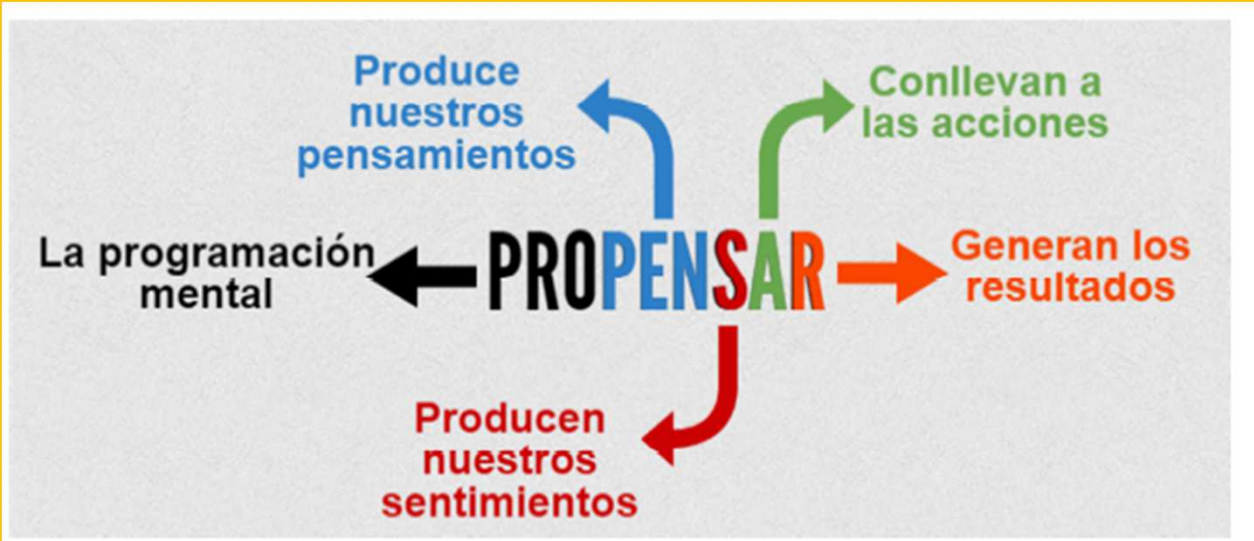 Produce
nuestros
pensamientos
Conllevan a
las acciones
La programación
mental
PROPENSAR
Generan los
resultados
Producen
nuestros
sentimientos